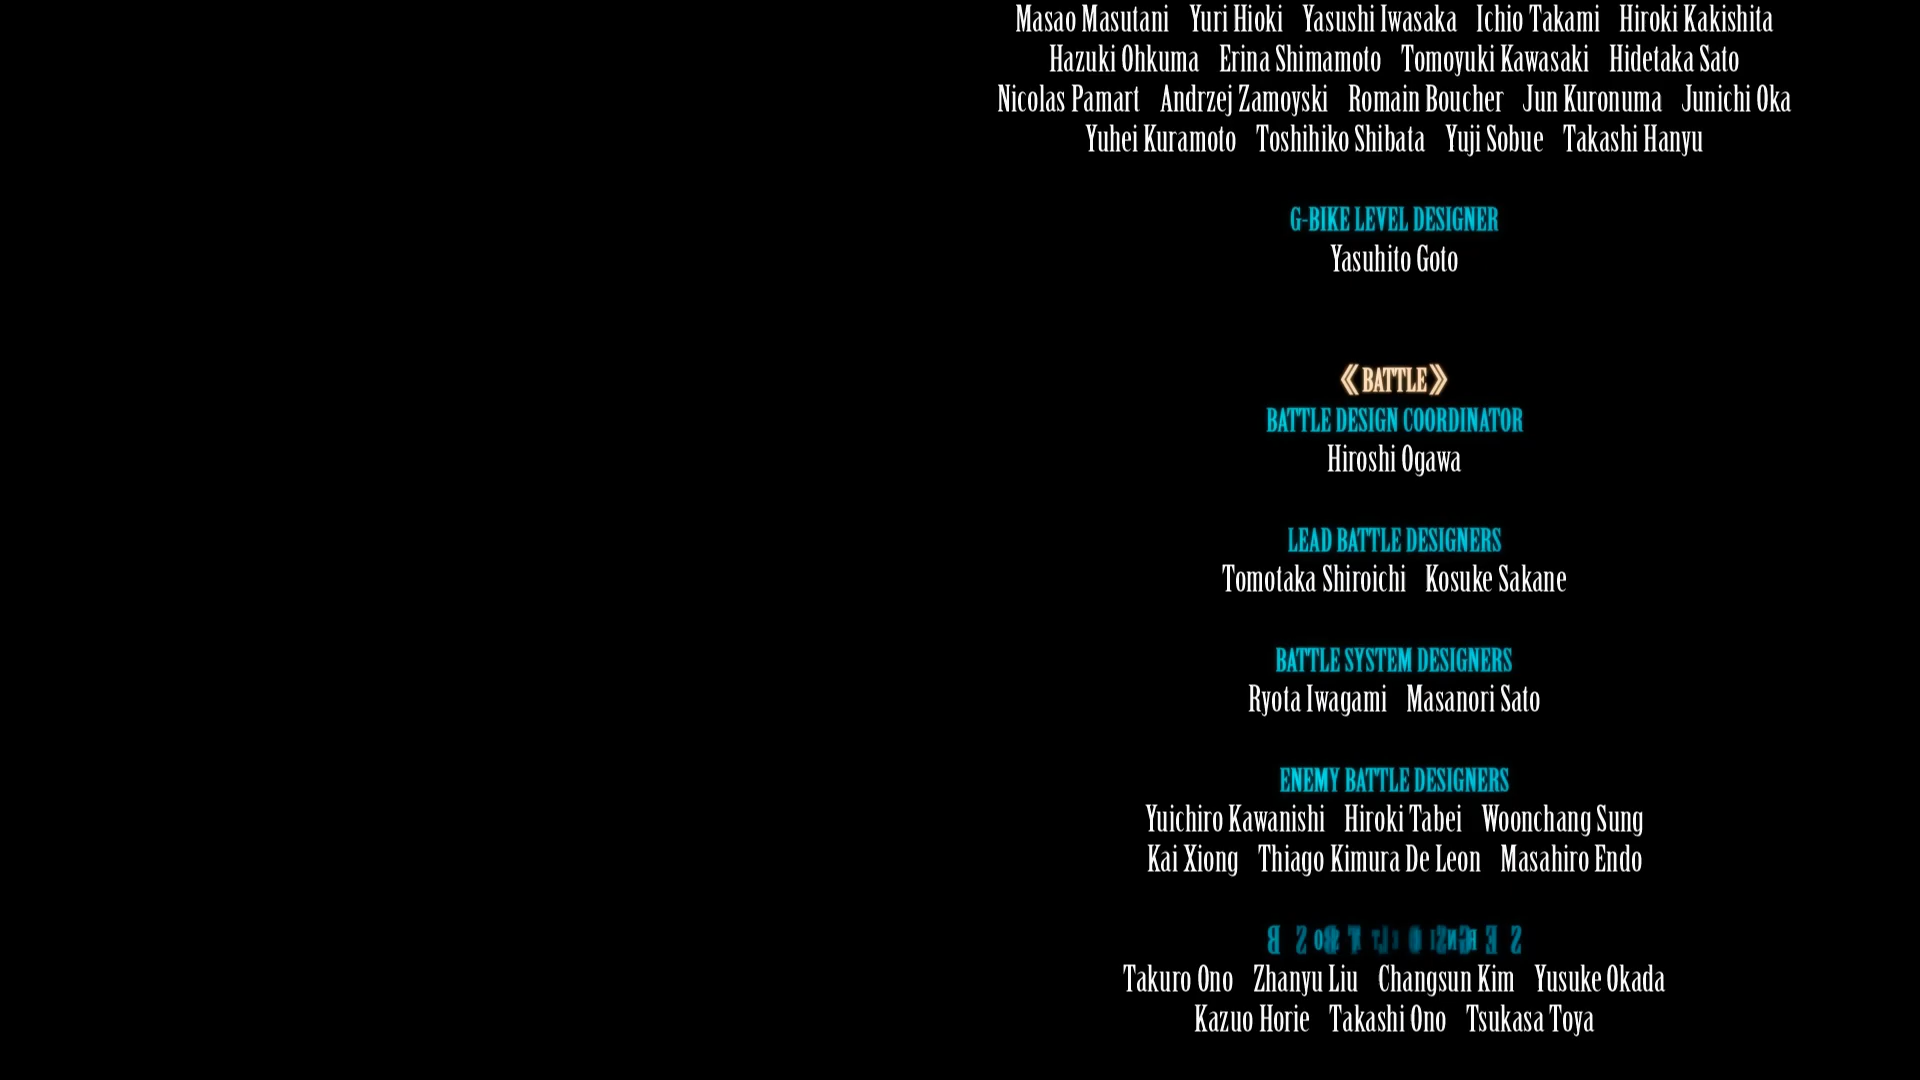 Masao Masutani Yuri Hioki Yasushi Iwasaka Ichio Takami Hiroki Kakishita
Hazuki Ohkuma Erina Shimamoto Tomoyuki Kawasaki Hidetaka Sato
Nicolas Pamart Andrzej Zamoyski Romain Boucher Jun Kuronuma Junichi Oka
Yuhei Kuramoto Toshihiko Shibata Yuji Sobue Takashi Hanyu
G-BIKE LEVEL DESIGNER
Yasuhito Goto
《BATTLE》
BATTLE DESIGN COORDINATOR
Hiroshi Ogawa
LEAD BATTLE DESIGNERS
Tomotaka Shiroichi Kosuke Sakane
BATTLE SYSTEM DESIGNERS
Ryota Iwagami Masanori Sato
ENEMY BATTLE DESIGNERS
Yuichiro Kawanishi Hiroki Tabei Woonchang Sung
Kai Xiong Thiago Kimura De Leon Masahiro Endo
Takuro Ono Zhanyu Liu Changsun Kim Yusuke Okada
Kazuo Horie Takashi Ono Tsukasa Toya